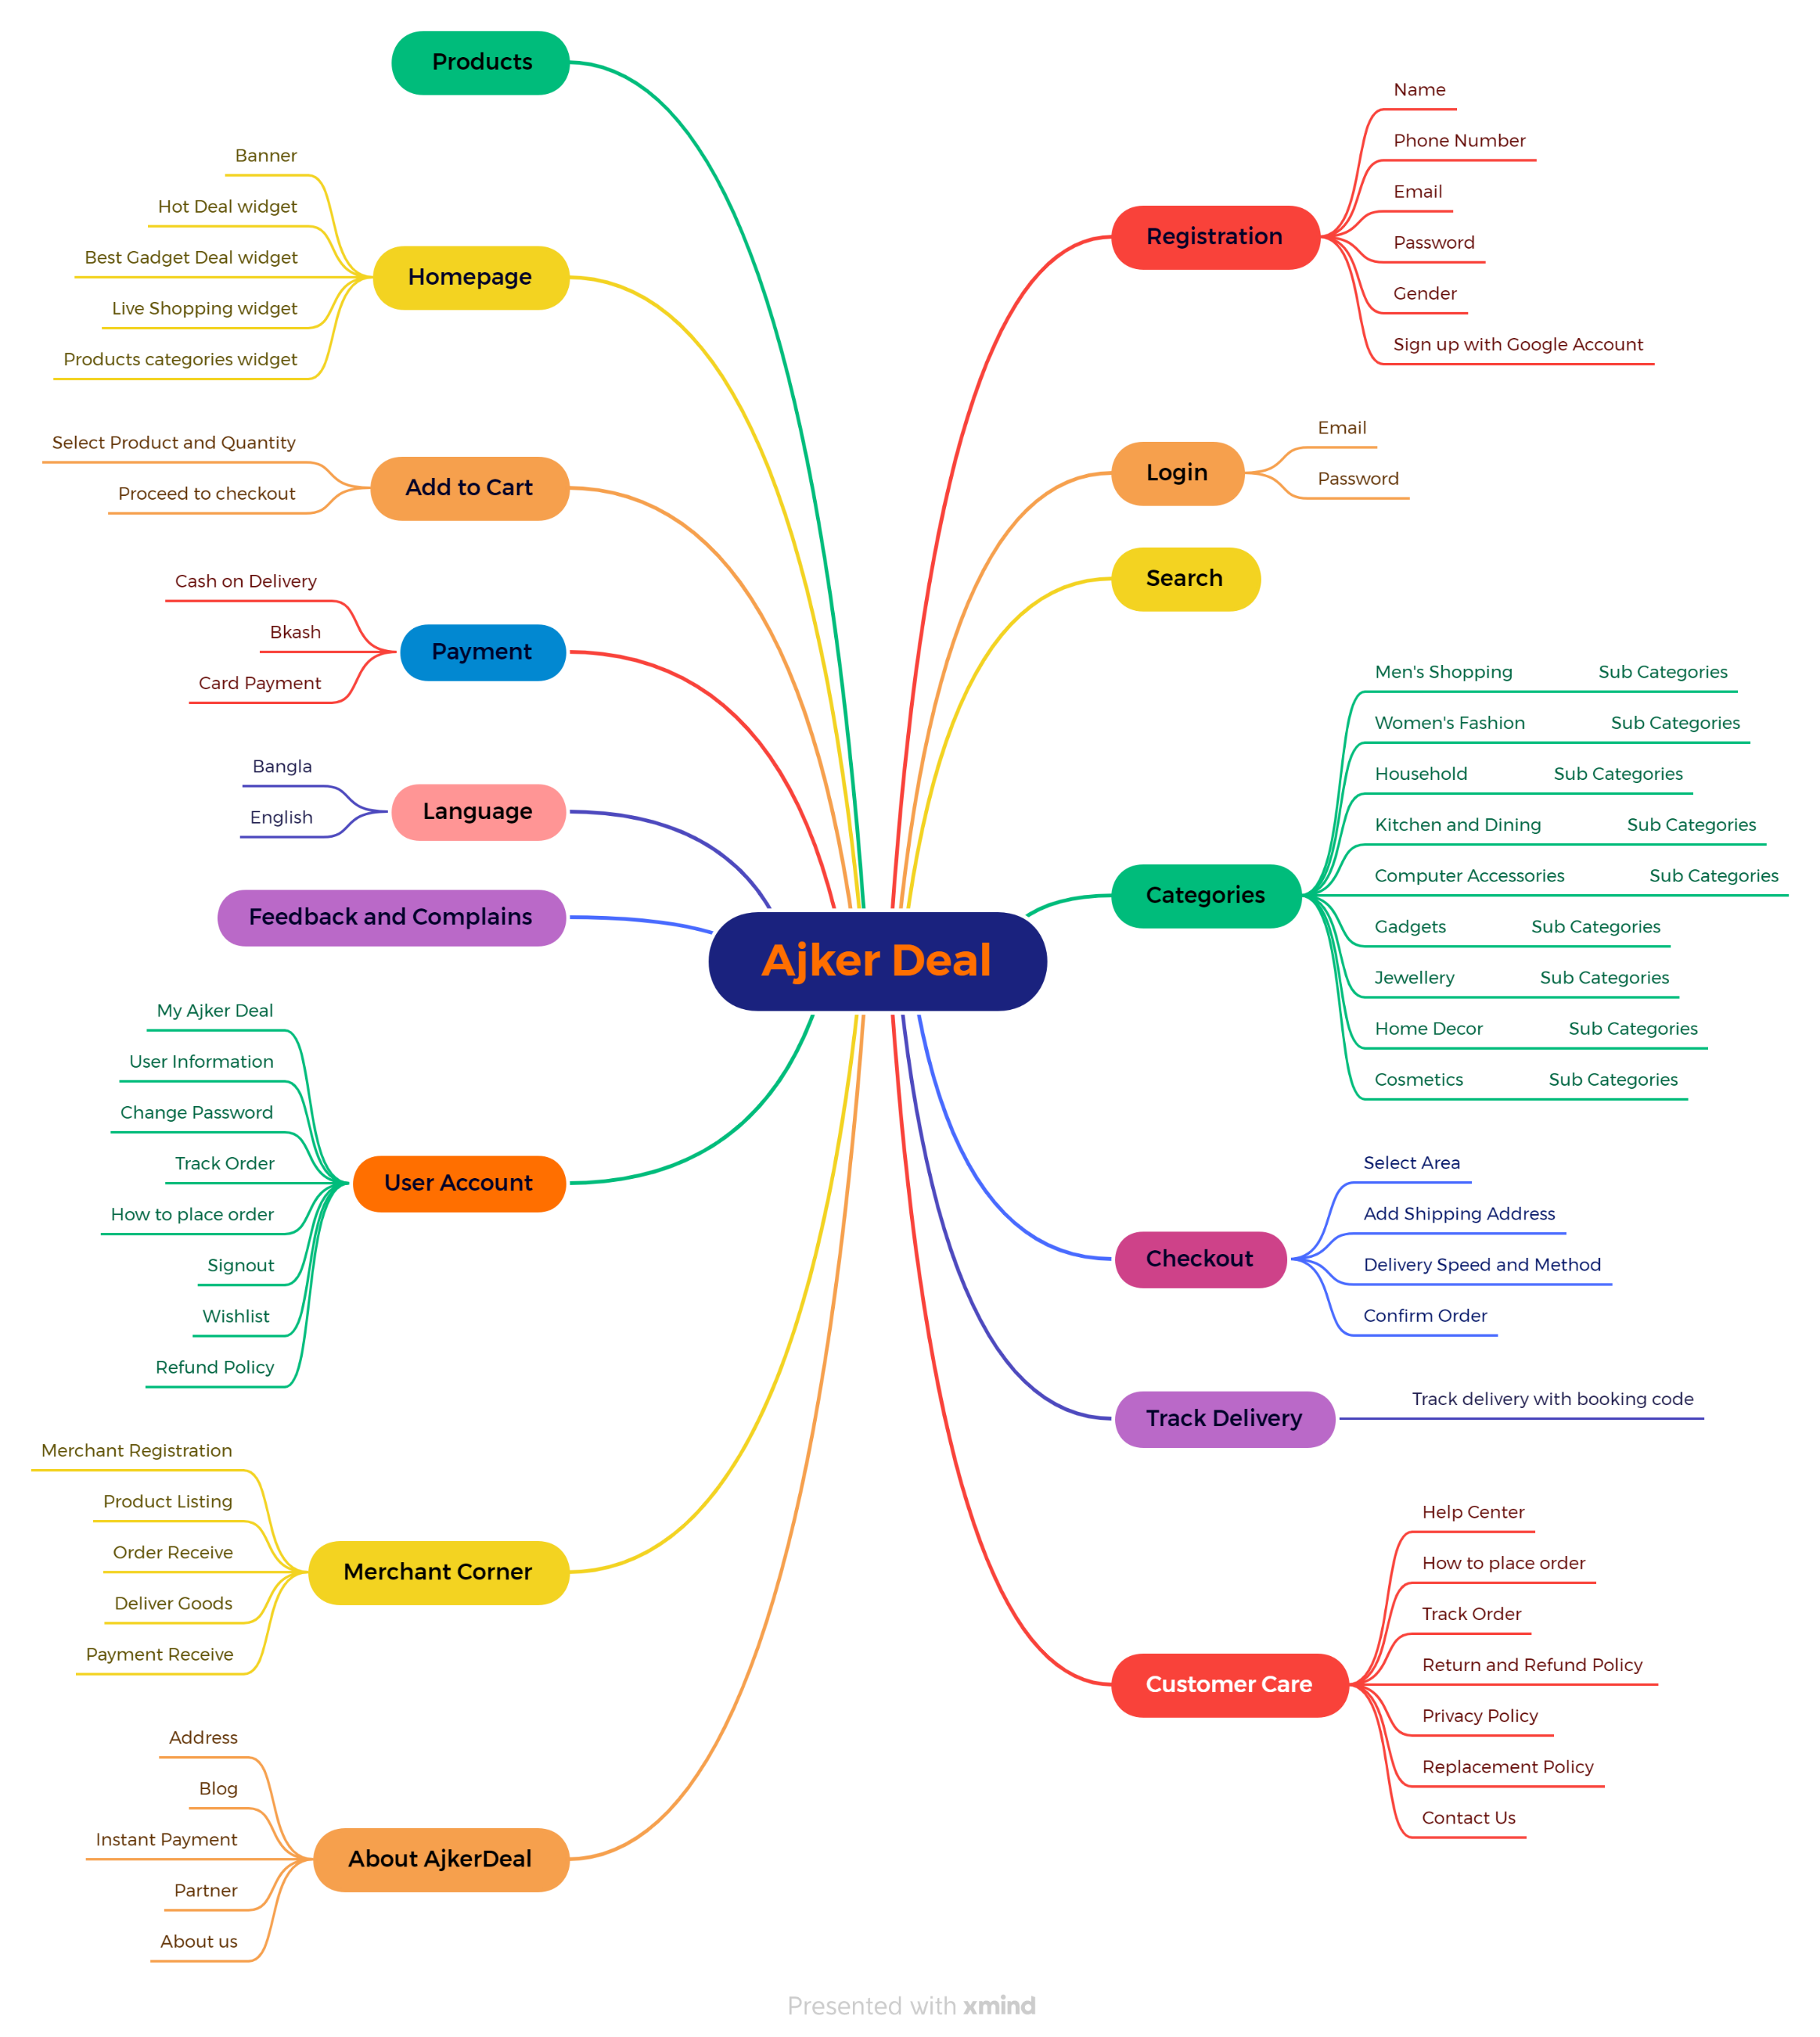 Products
Banner
Hot Deal widget
Best Gadget Deal widget
Live Shopping widget
Products categories widget
Homepage
Select Product and Quantity
Proceed to checkout
Add to Cart
Cash on Delivery
Bkash
Card Payment
Payment
Bangla
English
Language
Feedback and Complains
My Ajker Deal
User Information
Change Password
Track Order
How to place order
Signout
Wishlist
Refund Policy
User Account
Merchant Registration
Product Listing
Order Receive
Deliver Goods
Payment Receive
Merchant Corner
Address
Blog
Instant Payment
Partner
About us
About AjkerDeal
Ajker Deal
Registration
Name
Phone Number
Email
Password
Gender
Sign up with Google Account
Login
Email
Password
Search
Categories
Men's Shopping Sub Categories
Women's Fashion Sub Categories
Household Sub Categories
Kitchen and Dining Sub Categories
Computer Accessories Sub Categories
Gadgets Sub Categories
Jewellery Sub Categories
Home Decor Sub Categories
Cosmetics Sub Categories
Checkout
Select Area
Add Shipping Address
Delivery Speed and Method
Confirm Order
Track Delivery
Track delivery with booking code
Customer Care
Help Center
How to place order
Track Order
Return and Refund Policy
Privacy Policy
Replacement Policy
Contact Us
Presented with xmind